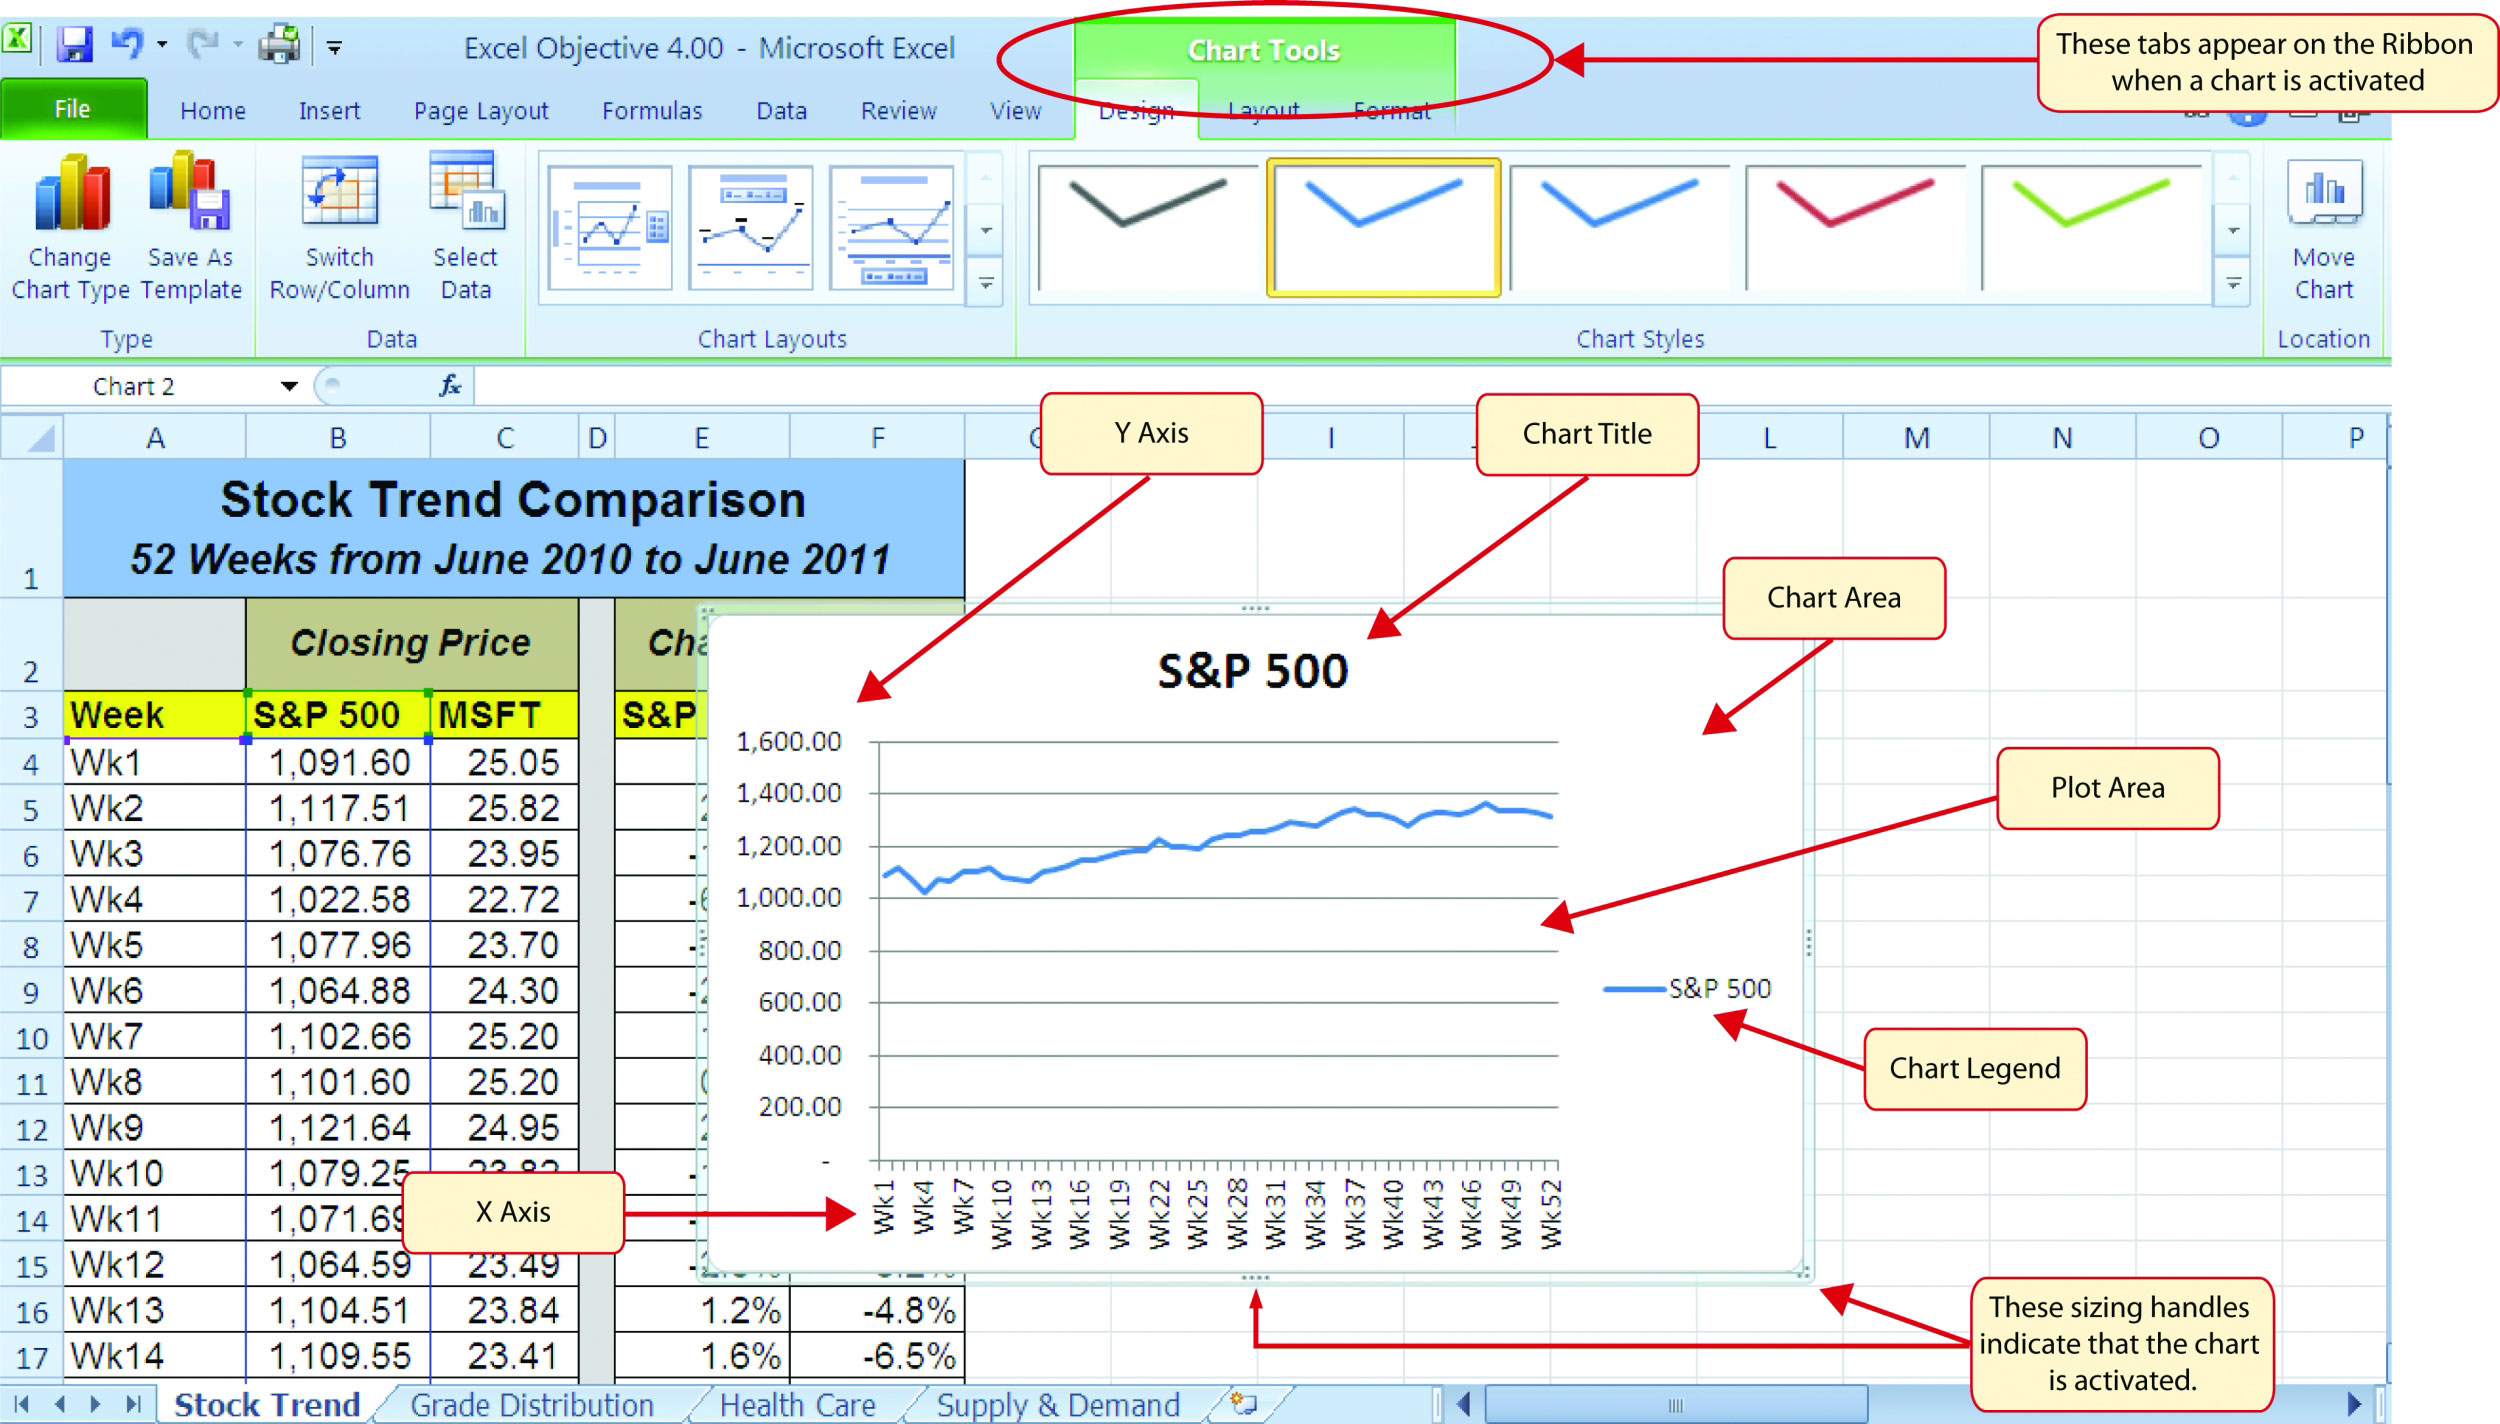 Excel Objective 4.00 - Microsoft Excel
Chart Tools
These tabs appear on the Ribbon
when a chart is activated
File Home Insert Page Layout Formulas Data Review View Design Layout Format
Change
Chart Type
Save As
Template
Switch
Row/Column
Select
Data
Move
Chart
Type Data Chart Layouts Chart Styles Location
Chart 2 fx
Y Axis
Chart Title
A B C D E F I L M N O P
1 Stock Trend Comparison
52 Weeks from June 2010 to June 2011
Chart Area
2 Closing Price
3 Week S&P 500 MSFT S&P
4 Wk1 1,091.60 25.05
5 Wk2 1,117.51 25.82
6 Wk3 1,076.76 23.95
7 Wk4 1,022.58 22.72
8 Wk5 1,077.96 23.70
9 Wk6 1,064.88 24.30
10 Wk7 1,102.66 25.20
11 Wk8 1,101.60 25.20
12 Wk9 1,121.64 24.95
13 Wk10 1,079.25
14 Wk11 1,071.69
15 Wk12 1,064.59 23.49
16 Wk13 1,104.51 23.84 1.2% -4.8%
17 Wk14 1,109.55 23.41 1.6% -6.5%
S&P 500
1,600.00
1,400.00
1,200.00
1,000.00
800.00
600.00
400.00
200.00
-
Wk1 Wk4 Wk7 Wk10 Wk13 Wk16 Wk19 Wk22 Wk25 Wk28 Wk31 Wk34 Wk37 Wk40 Wk43 Wk46 Wk49 Wk52
S&P 500
Plot Area
Chart Legend
X Axis
These sizing handles
indicate that the chart
is activated.
Stock Trend Grade Distribution Health Care Supply & Demand